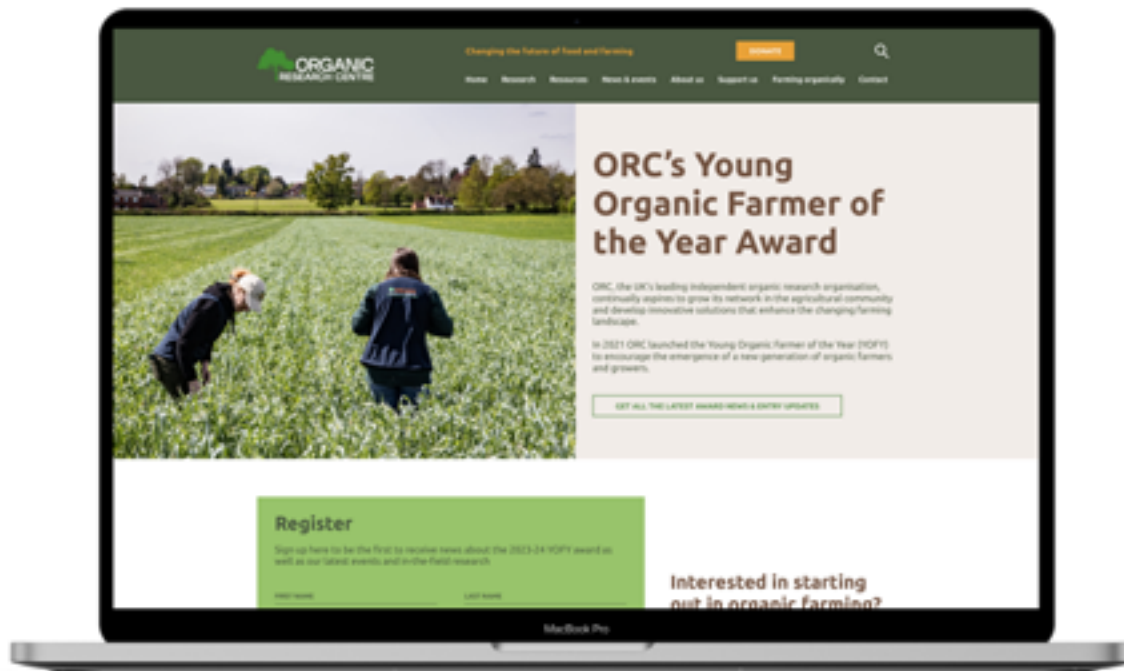 ORGANIC
RESEARCH CENTRE
Changing the future of food and farming
DONATE
Home Research Resources News & events About us Support us Farming organically Contact
ORC's Young
Organic Farmer of
the Year Award
ORC, the UK's leading independent organic research organisation,
continually aspires to grow its network in the agricultural community
and develop innovative solutions that enhance the changing farming
landscape.
In 2021 ORC launched the Young Organic Farmer of the Year (YOFY)
to encourage the emergence of a new generation of organic farmers
and growers.
GET ALL THE LATEST AWARD NEWS & ENTRY UPDATES
Register
Sign up here to be the first to receive news about the 2023-24 YOFY award as
well as our latest events and in-the-field research
FIRST NAME LAST NAME
Interested in starting
out in organic farming?
MacBook Pro